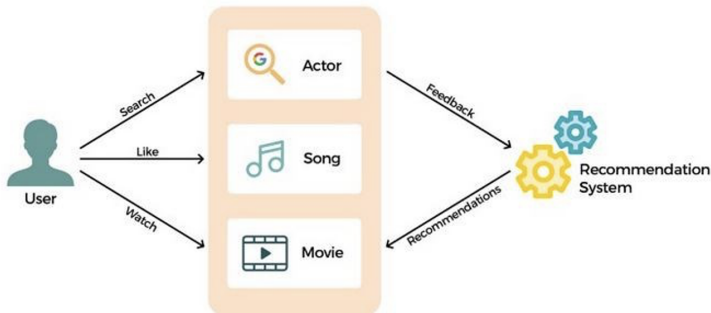 Search
Like
Watch
User
G
Actor
Song
Movie
Feedback
Recommendations
Recommendation
System